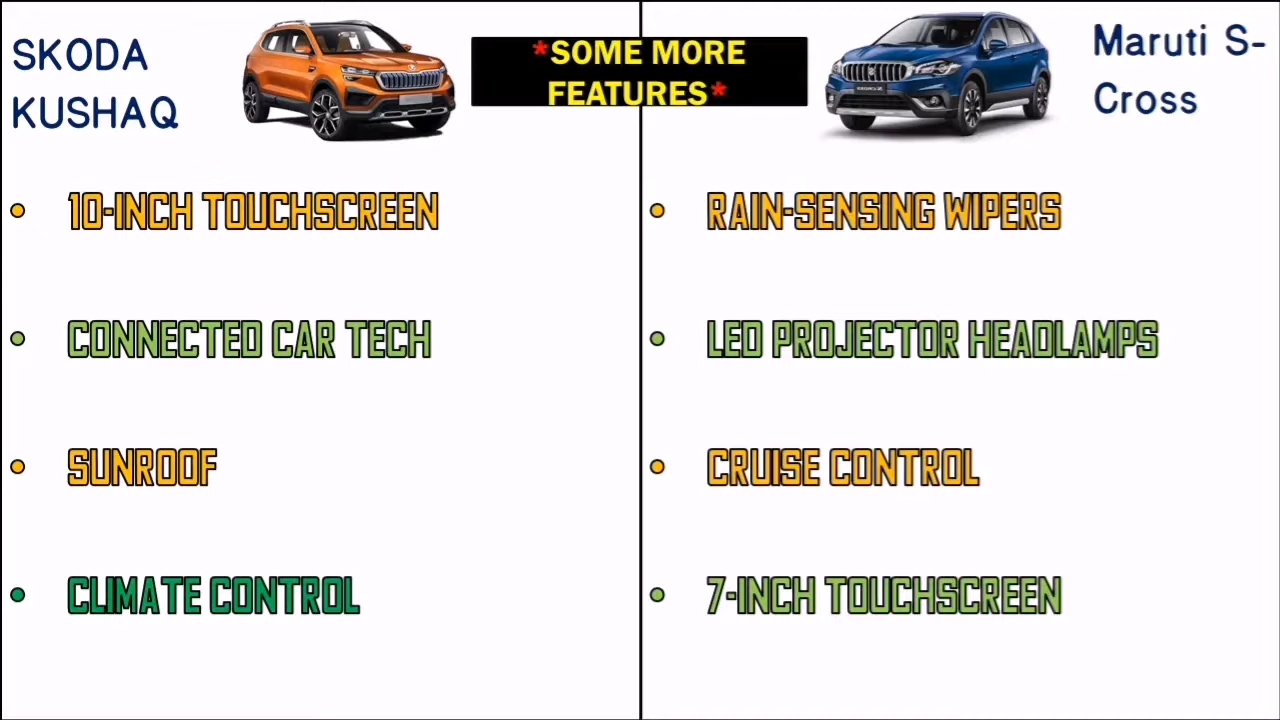 SKODA
KUSHAQ
*SOME MORE
FEATURES*
Maruti S-
Cross
10-INCH TOUCHSCREEN
CONNECTED CAR TECH
SUNROOF
CLIMATE CONTROL
RAIN-SENSING WIPERS
LED PROJECTOR HEADLAMPS
CRUISE CONTROL
7-INCH TOUCHSCREEN